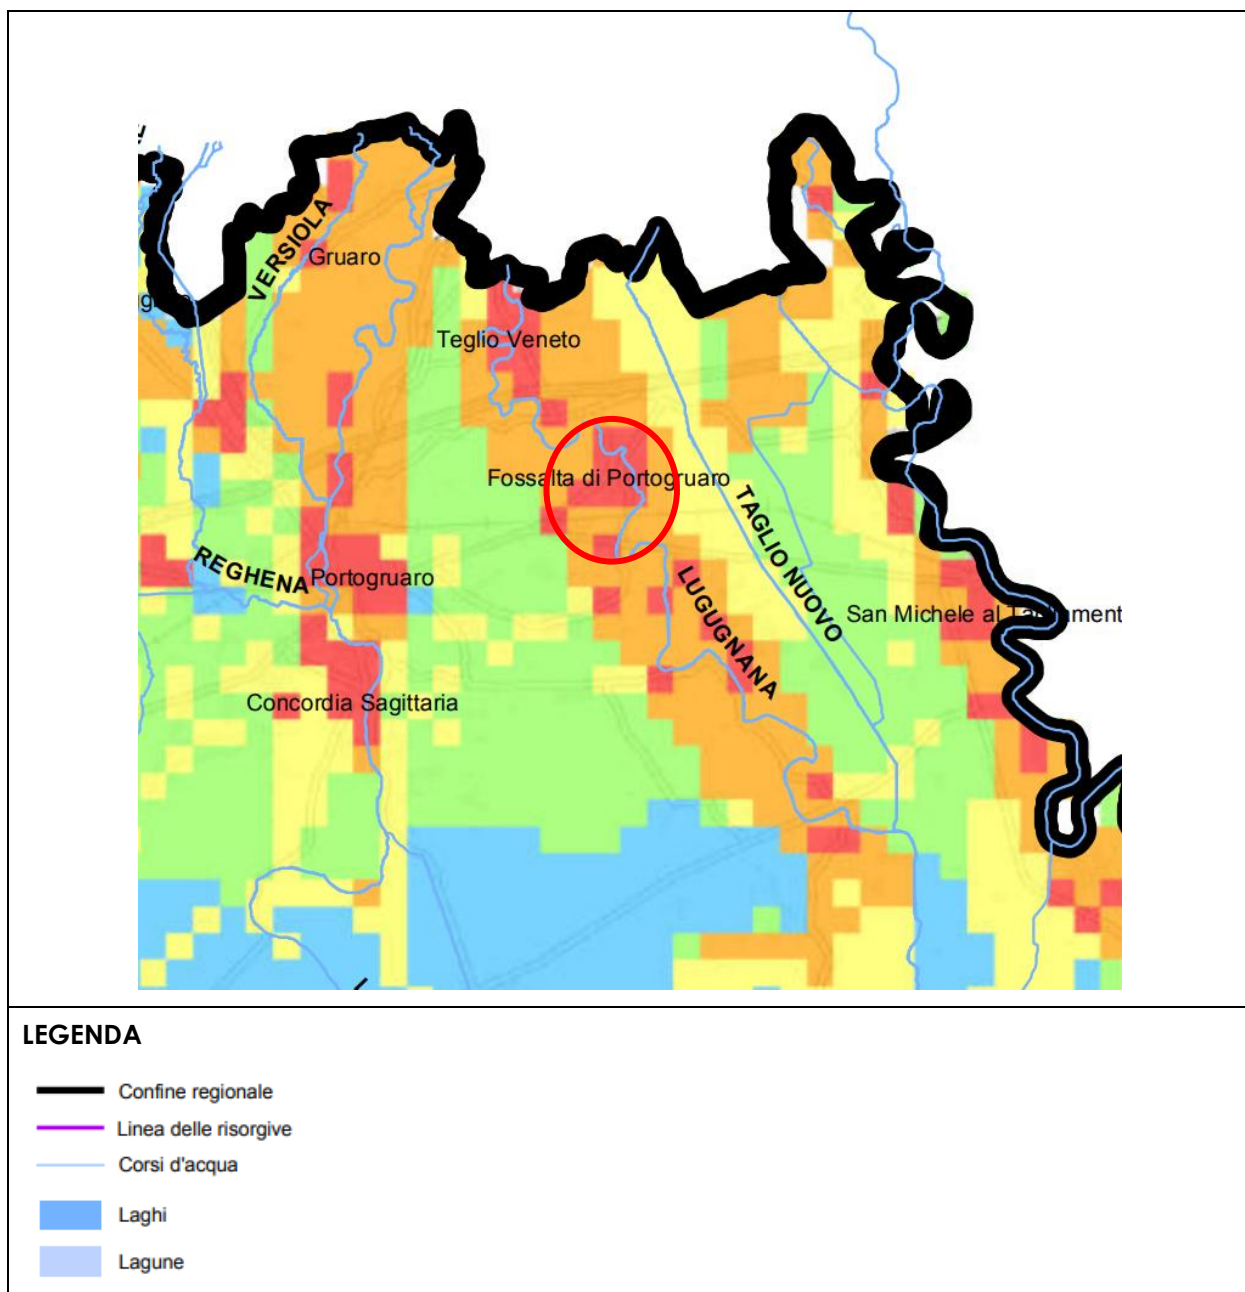 VERSIOLA
Gruaro
Teglio Veneto
Fossalta di Portogruaro
TAGLIO NUOVO
REGHENA
Portogruaro
LUGUGNANA
San Michele al Tagliament
Concordia Sagittaria
LEGENDA
Confine regionale
Linea delle risorgive
Corsi d'acqua
Laghi
Lagune